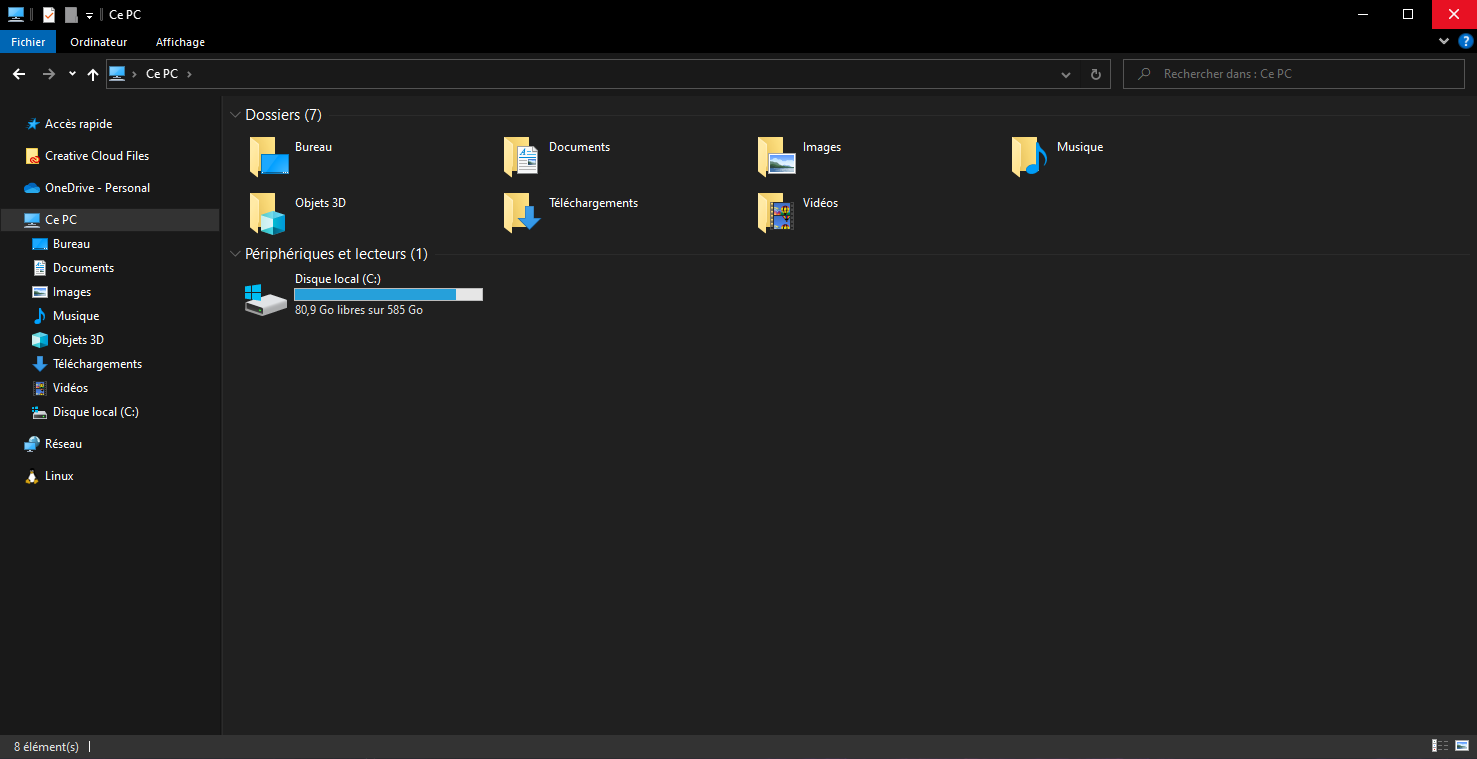 Ce PC
Fichier
Ordinateur
Affichage
?
Ce PC
Rechercher dans : Ce PC
Accès rapide
Creative Cloud Files
OneDrive - Personal
Ce PC
Bureau
Documents
Images
Musique
Objets 3D
Téléchargements
Vidéos
Disque local (C:)
Réseau
Linux
Dossiers (7)
Bureau
Documents
Images
Musique
Objets 3D
Téléchargements
Vidéos
Périphériques et lecteurs (1)
Disque local (C:)
80,9 Go libres sur 585 Go
8 élément(s)